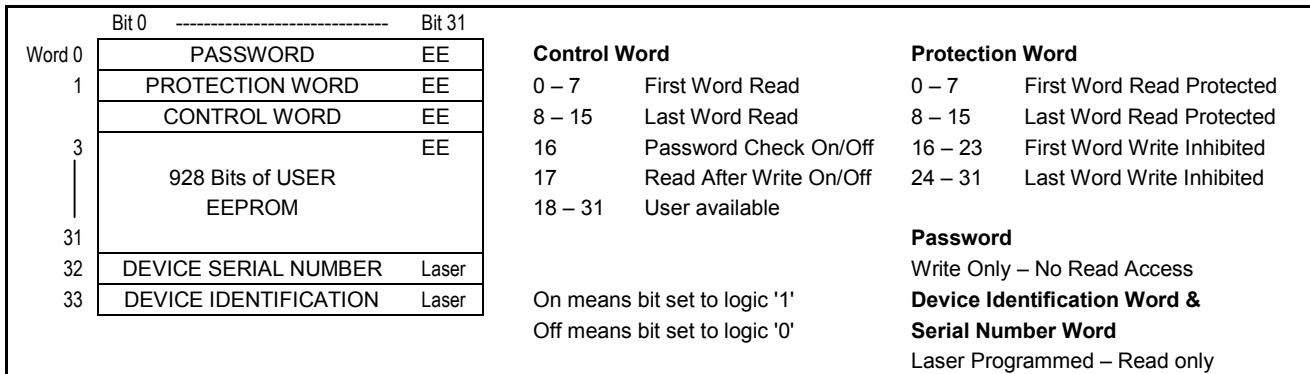 Bit 0 -------------------------------- Bit 31
Word 0 PASSWORD EE
1 PROTECTION WORD EE
CONTROL WORD EE
3 EE
928 Bits of USER
EEPROM
31
32 DEVICE SERIAL NUMBER Laser
33 DEVICE IDENTIFICATION Laser
Control Word
0 – 7 First Word Read
8 – 15 Last Word Read
16 Password Check On/Off
17 Read After Write On/Off
18 – 31 User available
On means bit set to logic '1'
Off means bit set to logic '0'
Protection Word
0 – 7 First Word Read Protected
8 – 15 Last Word Read Protected
16 – 23 First Word Write Inhibited
24 – 31 Last Word Write Inhibited
Password
Write Only – No Read Access
Device Identification Word &
Serial Number Word
Laser Programmed – Read only